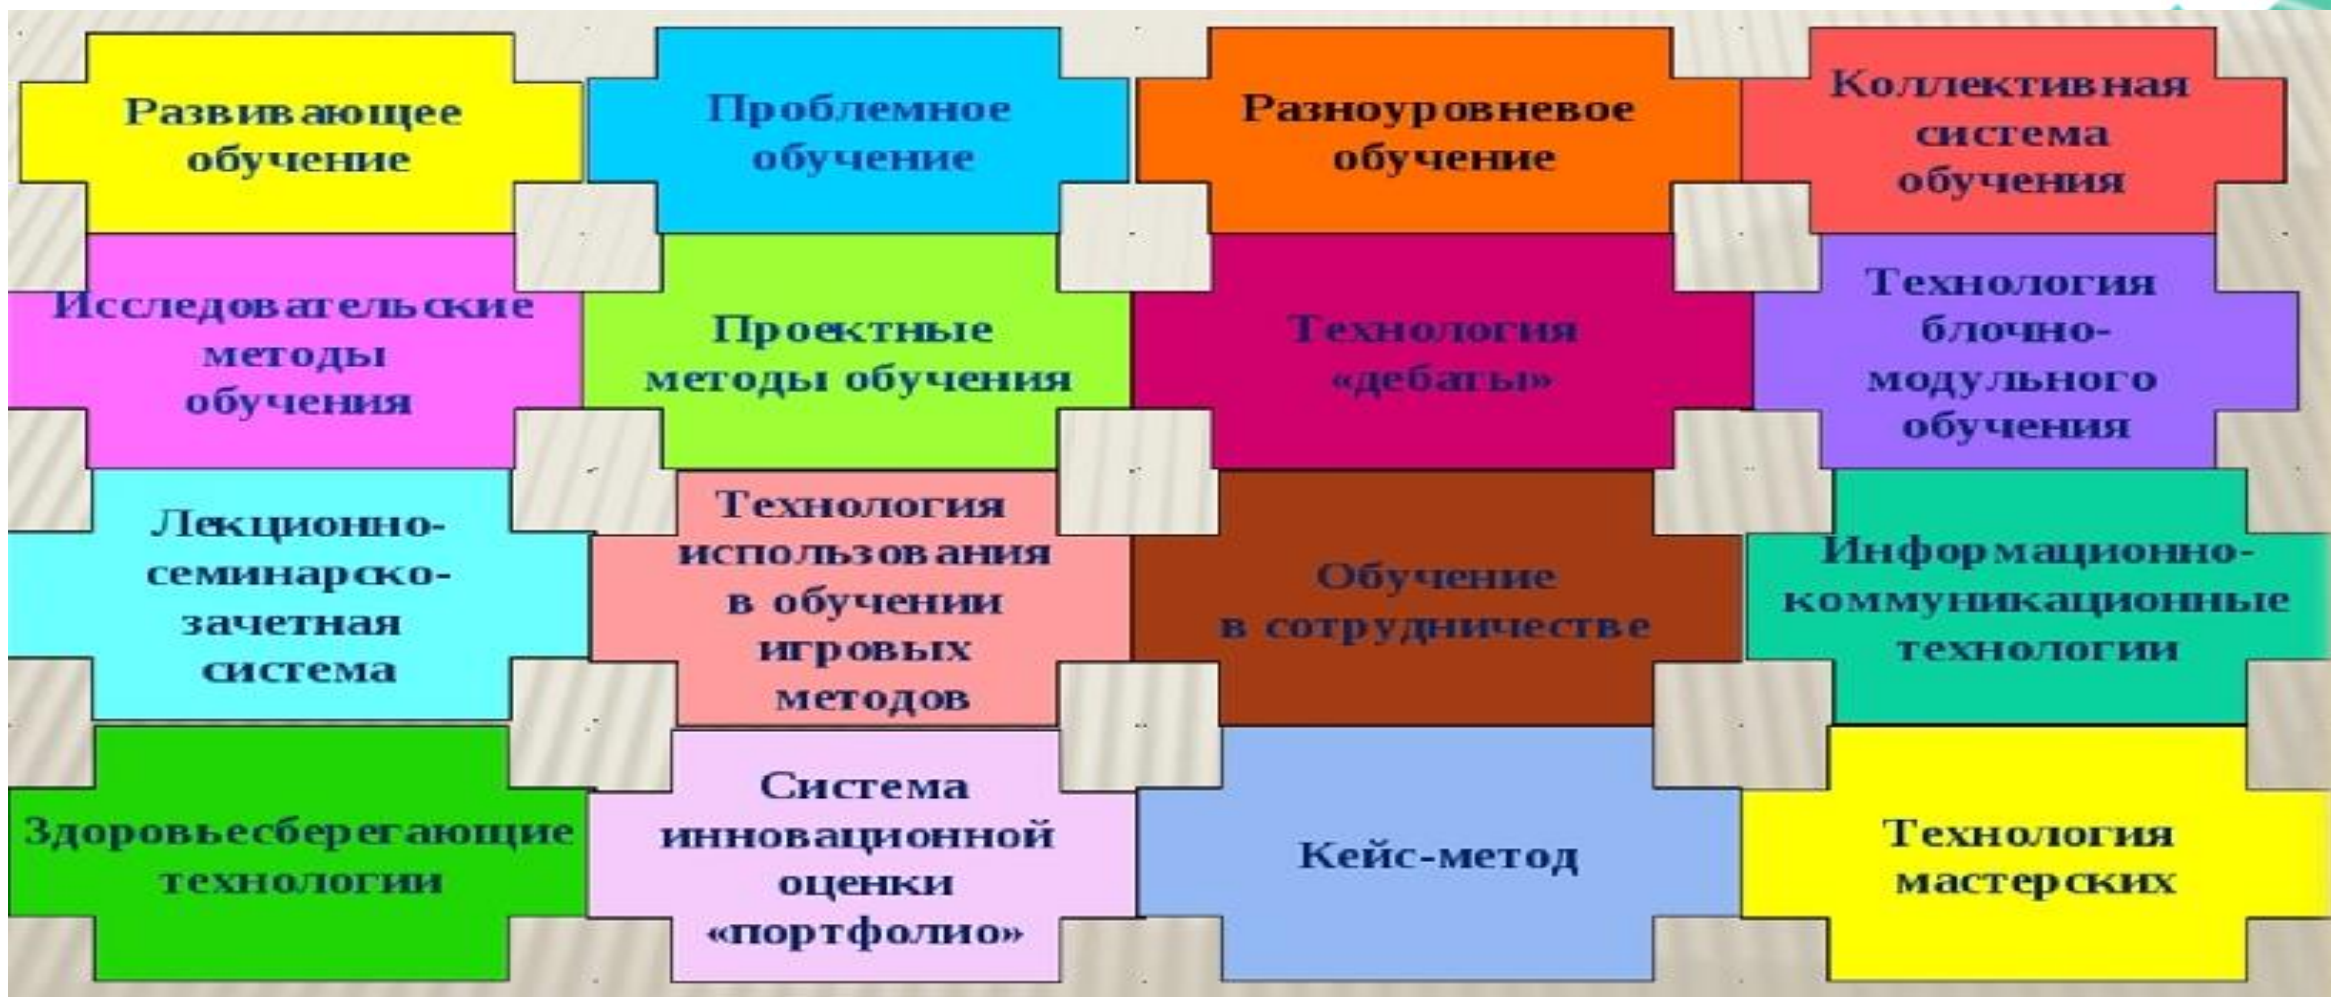 Развивающее
обучение
Проблемное
обучение
Разноуровневое
обучение
Коллективная
система
обучения
Исследовательские
методы
обучения
Проектные
методы обучения
Технология
«дебаты»
Технология
блочно-
модульного
обучения
Лекционно-
семинарско-
зачетная
система
Технология
использования
в обучении
игровых
методов
Обучение
в сотрудничестве
Информационно-
коммуникационные
технологии
Здоровьесберегающие
технологии
Система
инновационной
оценки
«портфолио»
Кейс-метод
Технология
мастерских